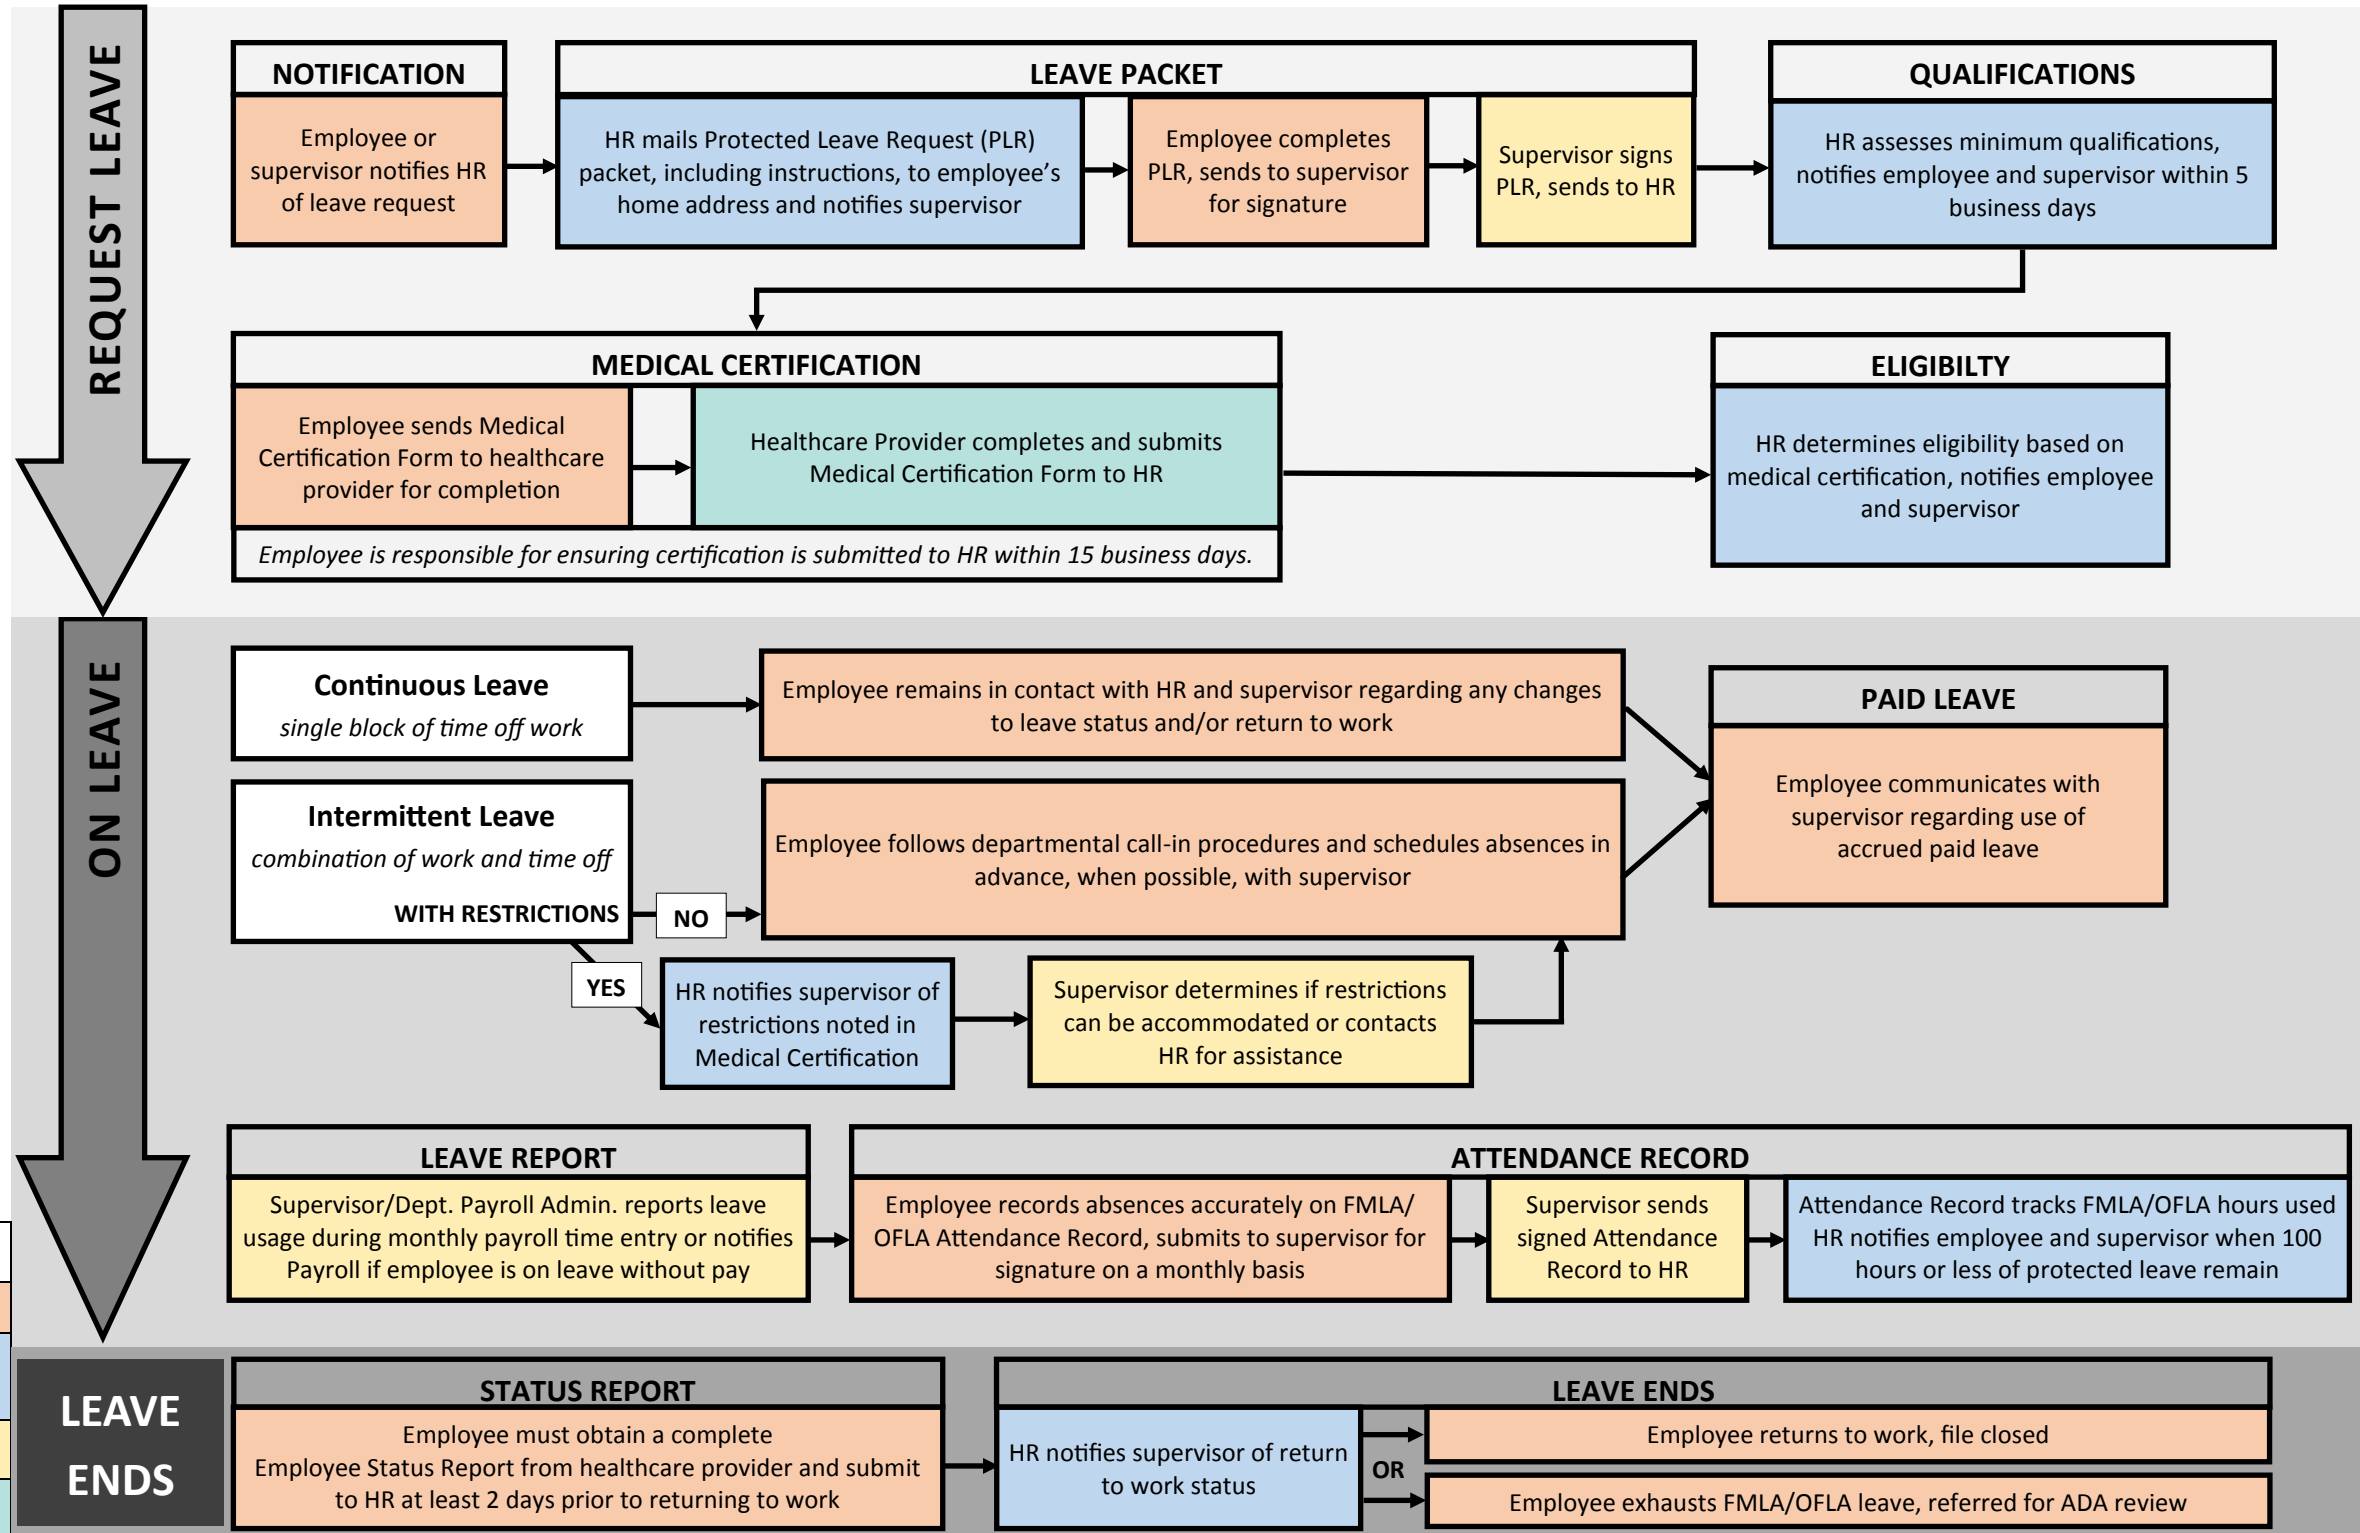 REQUEST LEAVE
NOTIFICATION
Employee or
supervisor notifies HR
of leave request
LEAVE PACKET
HR mails Protected Leave Request (PLR)
packet, including instructions, to employee’s
home address and notifies supervisor
Employee completes
PLR, sends to supervisor
for signature
Supervisor signs
PLR, sends to HR
QUALIFICATIONS
HR assesses minimum qualifications,
notifies employee and supervisor within 5
business days
MEDICAL CERTIFICATION
Employee sends Medical
Certification Form to healthcare
provider for completion
Healthcare Provider completes and submits
Medical Certification Form to HR
Employee is responsible for ensuring certification is submitted to HR within 15 business days.
ELIGIBILTY
HR determines eligibility based on
medical certification, notifies employee
and supervisor
ON LEAVE
Continuous Leave
single block of time off work
Employee remains in contact with HR and supervisor regarding any changes
to leave status and/or return to work
Intermittent Leave
combination of work and time off
WITH RESTRICTIONS
NO
Employee follows departmental call-in procedures and schedules absences in
advance, when possible, with supervisor
PAID LEAVE
Employee communicates with
supervisor regarding use of
accrued paid leave
YES
HR notifies supervisor of
restrictions noted in
Medical Certification
Supervisor determines if restrictions
can be accommodated or contacts
HR for assistance
LEAVE REPORT
Supervisor/Dept. Payroll Admin. reports leave
usage during monthly payroll time entry or notifies
Payroll if employee is on leave without pay
ATTENDANCE RECORD
Employee records absences accurately on FMLA/
OFLA Attendance Record, submits to supervisor for
signature on a monthly basis
Supervisor sends
signed Attendance
Record to HR
Attendance Record tracks FMLA/OFLA hours used
HR notifies employee and supervisor when 100
hours or less of protected leave remain
LEAVE
ENDS
STATUS REPORT
Employee must obtain a complete
Employee Status Report from healthcare provider and submit
to HR at least 2 days prior to returning to work
LEAVE ENDS
HR notifies supervisor of return
to work status
OR
Employee returns to work, file closed
Employee exhausts FMLA/OFLA leave, referred for ADA review